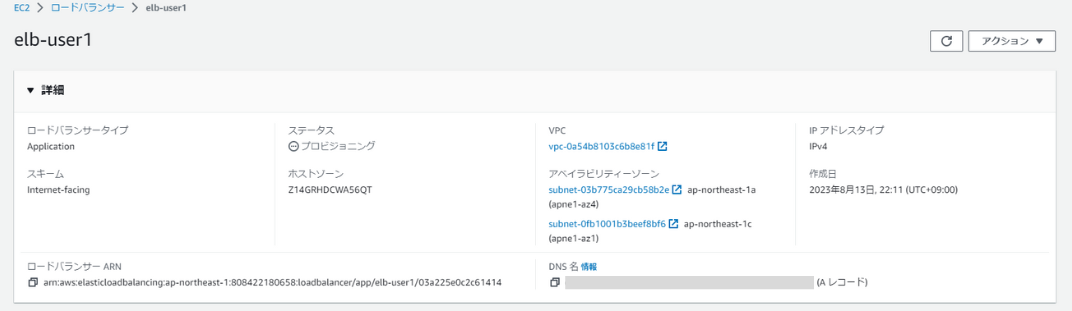 EC2 > ロードバランサー > elb-user1
elb-user1
アクション ▼
▼ 詳細
ロードバランサータイプ
Application
ステータス
プロビジョニング
VPC
vpc-0a54b8103c6b8e81f
IP アドレスタイプ
IPv4
スキーム
Internet-facing
ホストゾーン
Z14GRHDCWA56QT
アベイラビリティーゾーン
subnet-03b775ca29cb58b2e ap-northeast-1a
(apne1-az4)
subnet-0fb1001b3beef8bf6 ap-northeast-1c
(apne1-az1)
作成日
2023年8月13日, 22:11 (UTC+09:00)
ロードバランサー ARN
arn:aws:elasticloadbalancing:ap-northeast-1:808422180658:loadbalancer/app/elb-user1/03a225e0c2c61414
DNS 名 情報
(A レコード)